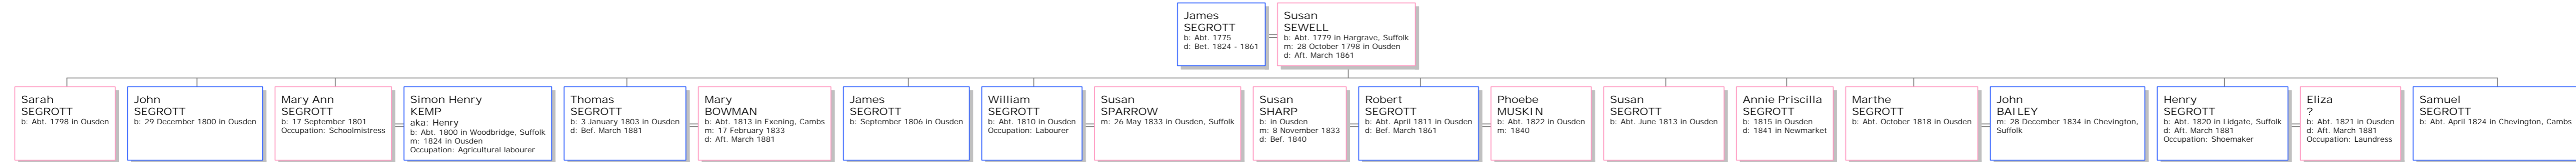 James
SEGROTT
b: Abt. 1775
d: Bet. 1824 - 1861
Susan
SEWELL
b: Abt. 1779 in Hargrave, Suffolk
m: 28 October 1798 in Ousden
d: Aft. March 1861
Sarah
SEGROTT
b: Abt. 1798 in Ousden
John
SEGROTT
b: 29 December 1800 in Ousden
Mary Ann
SEGROTT
b: 17 September 1801
Occupation: Schoolmistress
Simon Henry
KEMP
aka: Henry
b: Abt. 1800 in Woodbridge, Suffolk
m: 1824 in Ousden
Occupation: Agricultural labourer
Thomas
SEGROTT
b: 3 January 1803 in Ousden
d: Bef. March 1881
Mary
BOWMAN
b: Abt. 1813 in Exening, Cambs
m: 17 February 1833
d: Aft. March 1881
James
SEGROTT
b: September 1806 in Ousden
William
SEGROTT
b: Abt. 1810 in Ousden
Occupation: Labourer
Susan
SPARROW
m: 26 May 1833 in Ousden, Suffolk
Susan
SHARP
b: in Ousden
m: 8 November 1833
d: Bef. 1840
Robert
SEGROTT
b: Abt. April 1811 in Ousden
d: Bef. March 1861
Phoebe
MUSKIN
b: Abt. 1822 in Ousden
m: 1840
Susan
SEGROTT
b: Abt. June 1813 in Ousden
Annie Priscilla
SEGROTT
b: 1815 in Ousden
d: 1841 in Newmarket
Marthe
SEGROTT
b: Abt. October 1818 in Ousden
John
BAILEY
m: 28 December 1834 in Chevington,
Suffolk
Henry
SEGROTT
b: Abt. 1820 in Lidgate, Suffolk
d: Aft. March 1881
Occupation: Shoemaker
Eliza
?
b: Abt. 1821 in Ousden
d: Aft. March 1881
Occupation: Laundress
Samuel
SEGROTT
b: Abt. April 1824 in Chevington, Cambs